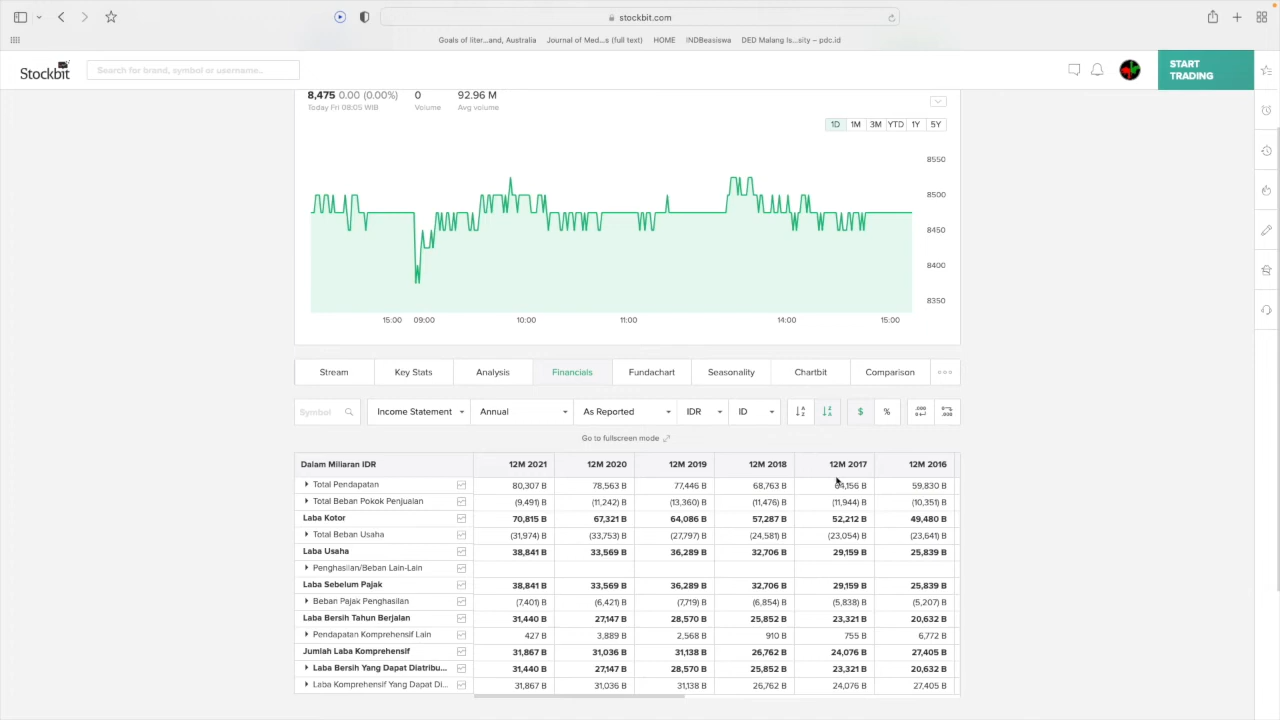 stockbit.com
Goals of liter...and, Australia Journal of Med...s (full text) HOME INDBeasiswa DED Malang Is...sity – pdc.id
Stockbit
Search for brand, symbol or username..
START TRADING
8,475 0.00 (0.00%) 0 92.96 M
Today Fri 08:05 WIB Volume Avg volume
1D 1M 3M YTD 1Y 5Y
8550
8500
8450
8400
8350
15:00 09:00 10:00 11:00 14:00 15:00
Stream Key Stats Analysis Financials Fundachart Seasonality Chartbit Comparison
Symbol Income Statement Annual As Reported IDR ID $ %
Go to fullscreen mode
Dalam Miliaran IDR 12M 2021 12M 2020 12M 2019 12M 2018 12M 2017 12M 2016
Total Pendapatan 80,307 B 78,563 B 77,446 B 68,763 B 64,156 B 59,830 B
Total Beban Pokok Penjualan (9,491) B (11,242) B (13,360) B (11,476) B (11,944) B (10,351) B
Laba Kotor 70,815 B 67,321 B 64,086 B 57,287 B 52,212 B 49,480 B
Total Beban Usaha (31,974) B (33,753) B (27,797) B (24,581) B (23,054) B (23,641) B
Laba Usaha 38,841 B 33,569 B 36,289 B 32,706 B 29,159 B 25,839 B
Penghasilan/Beban Lain-Lain
Laba Sebelum Pajak 38,841 B 33,569 B 36,289 B 32,706 B 29,159 B 25,839 B
Beban Pajak Penghasilan (7,401) B (6,421) B (7,719) B (6,854) B (5,838) B (5,207) B
Laba Bersih Tahun Berjalan 31,440 B 27,147 B 28,570 B 25,852 B 23,321 B 20,632 B
Pendapatan Komprehensif Lain 427 B 3,889 B 2,568 B 910 B 755 B 6,772 B
Jumlah Laba Komprehensif 31,867 B 31,036 B 31,138 B 26,762 B 24,076 B 27,405 B
Laba Bersih Yang Dapat Distribu... 31,440 B 27,147 B 28,570 B 25,852 B 23,321 B 20,632 B
Laba Komprehensif Yang Dapat Di... 31,867 B 31,036 B 31,138 B 26,762 B 24,076 B 27,405 B